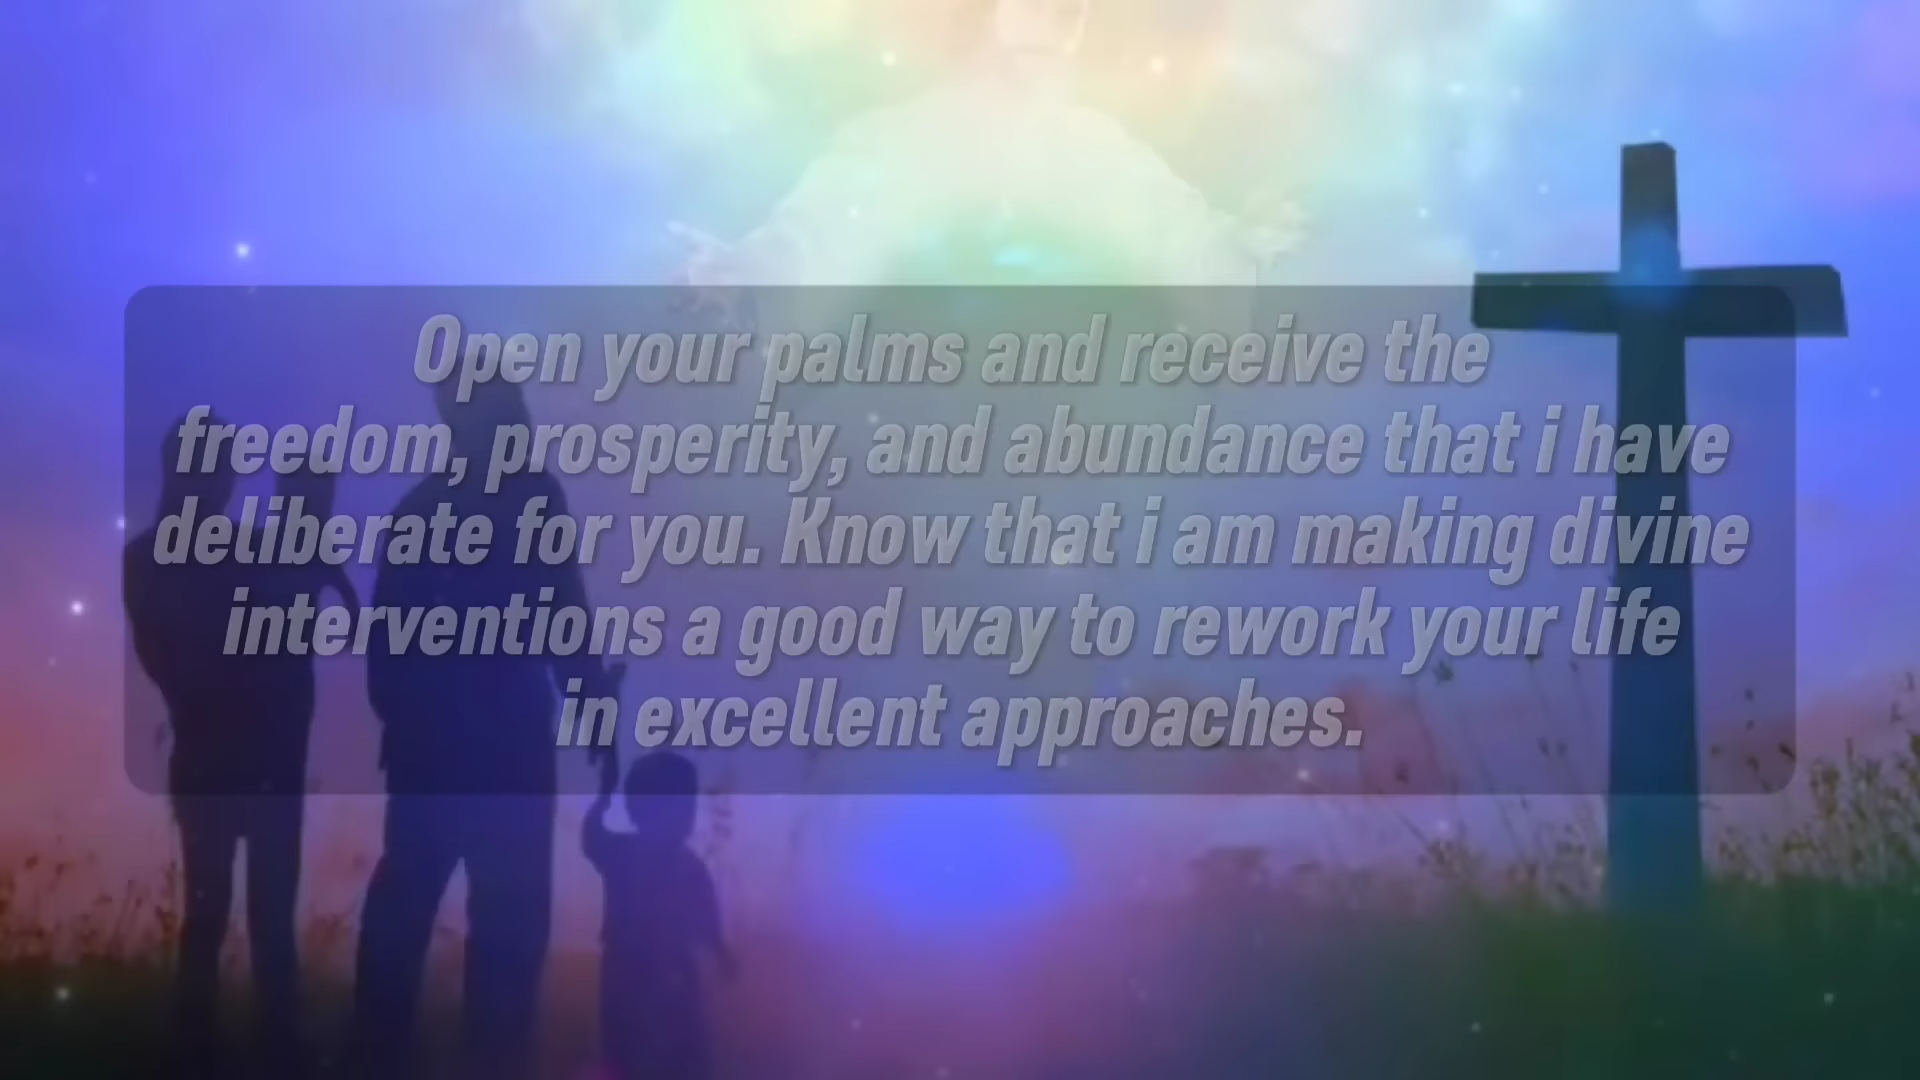 Open your palms and receive the
freedom, prosperity, and abundance that i have
deliberate for you. Know that i am making divine
interventions a good way to rework your life
in excellent approaches.